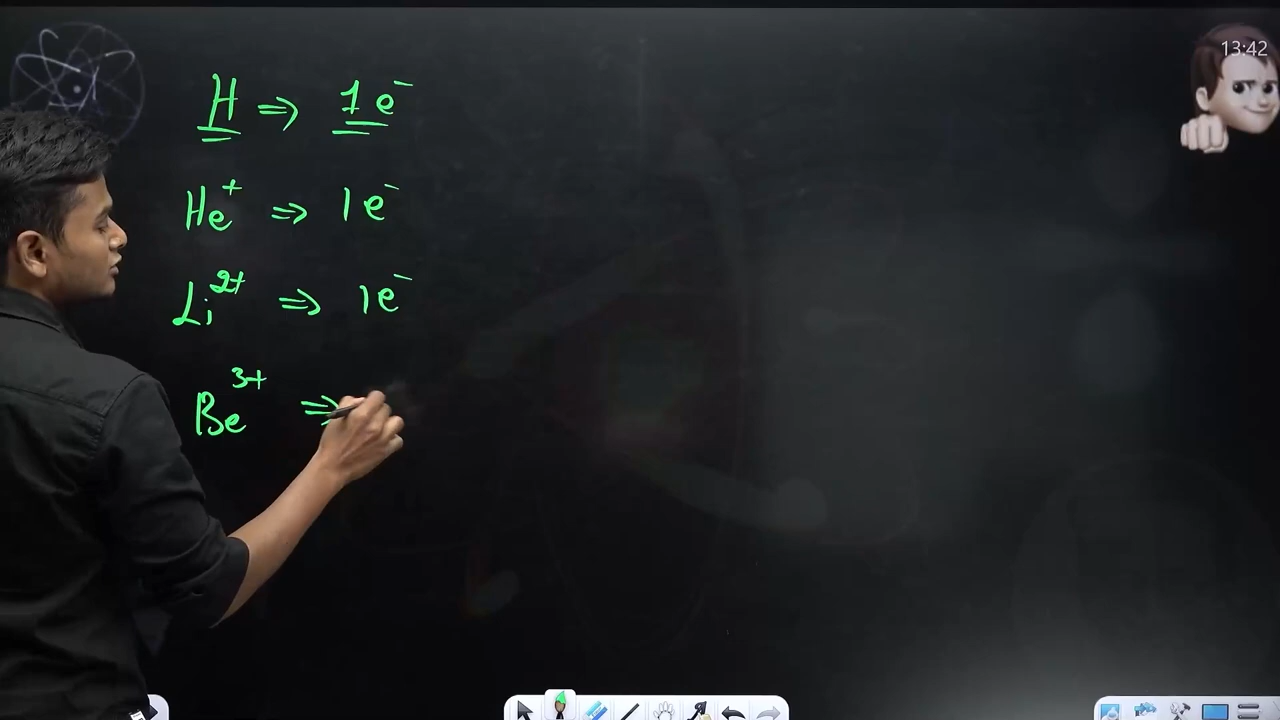 13:42
H ⇒ 1e⁻
He⁺ ⇒ 1e⁻
Li²⁺ ⇒ 1e⁻
Be³⁺ ⇒